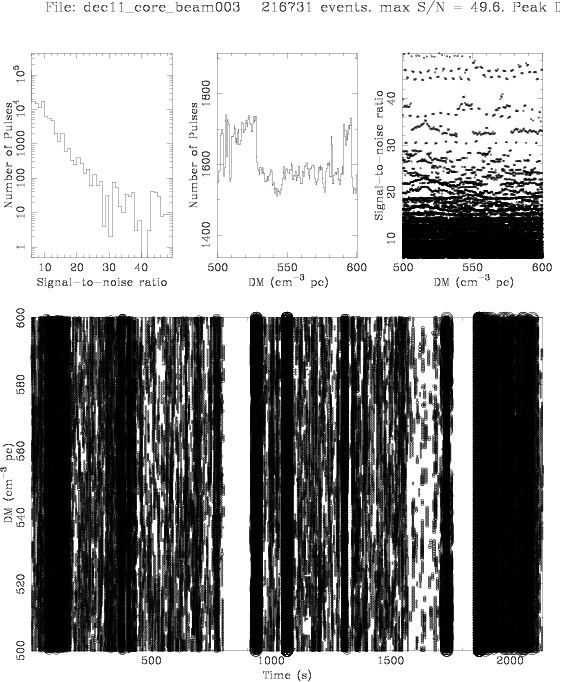 File: dec11_core_beam003 216731 events. max S/N = 49.6. Peak D
Number of Pulses
1 10 100 1000 10⁴ 10⁵
10 20 30 40
Signal-to-noise ratio
Number of Pulses
1400 1600 1800
500 550 600
DM (cm⁻³ pc)
Signal-to-noise ratio
10 20 30 40
500 550 600
DM (cm⁻³ pc)
DM (cm⁻³ pc)
500 520 540 560 580 600
500 1000 1500 2000
Time (s)